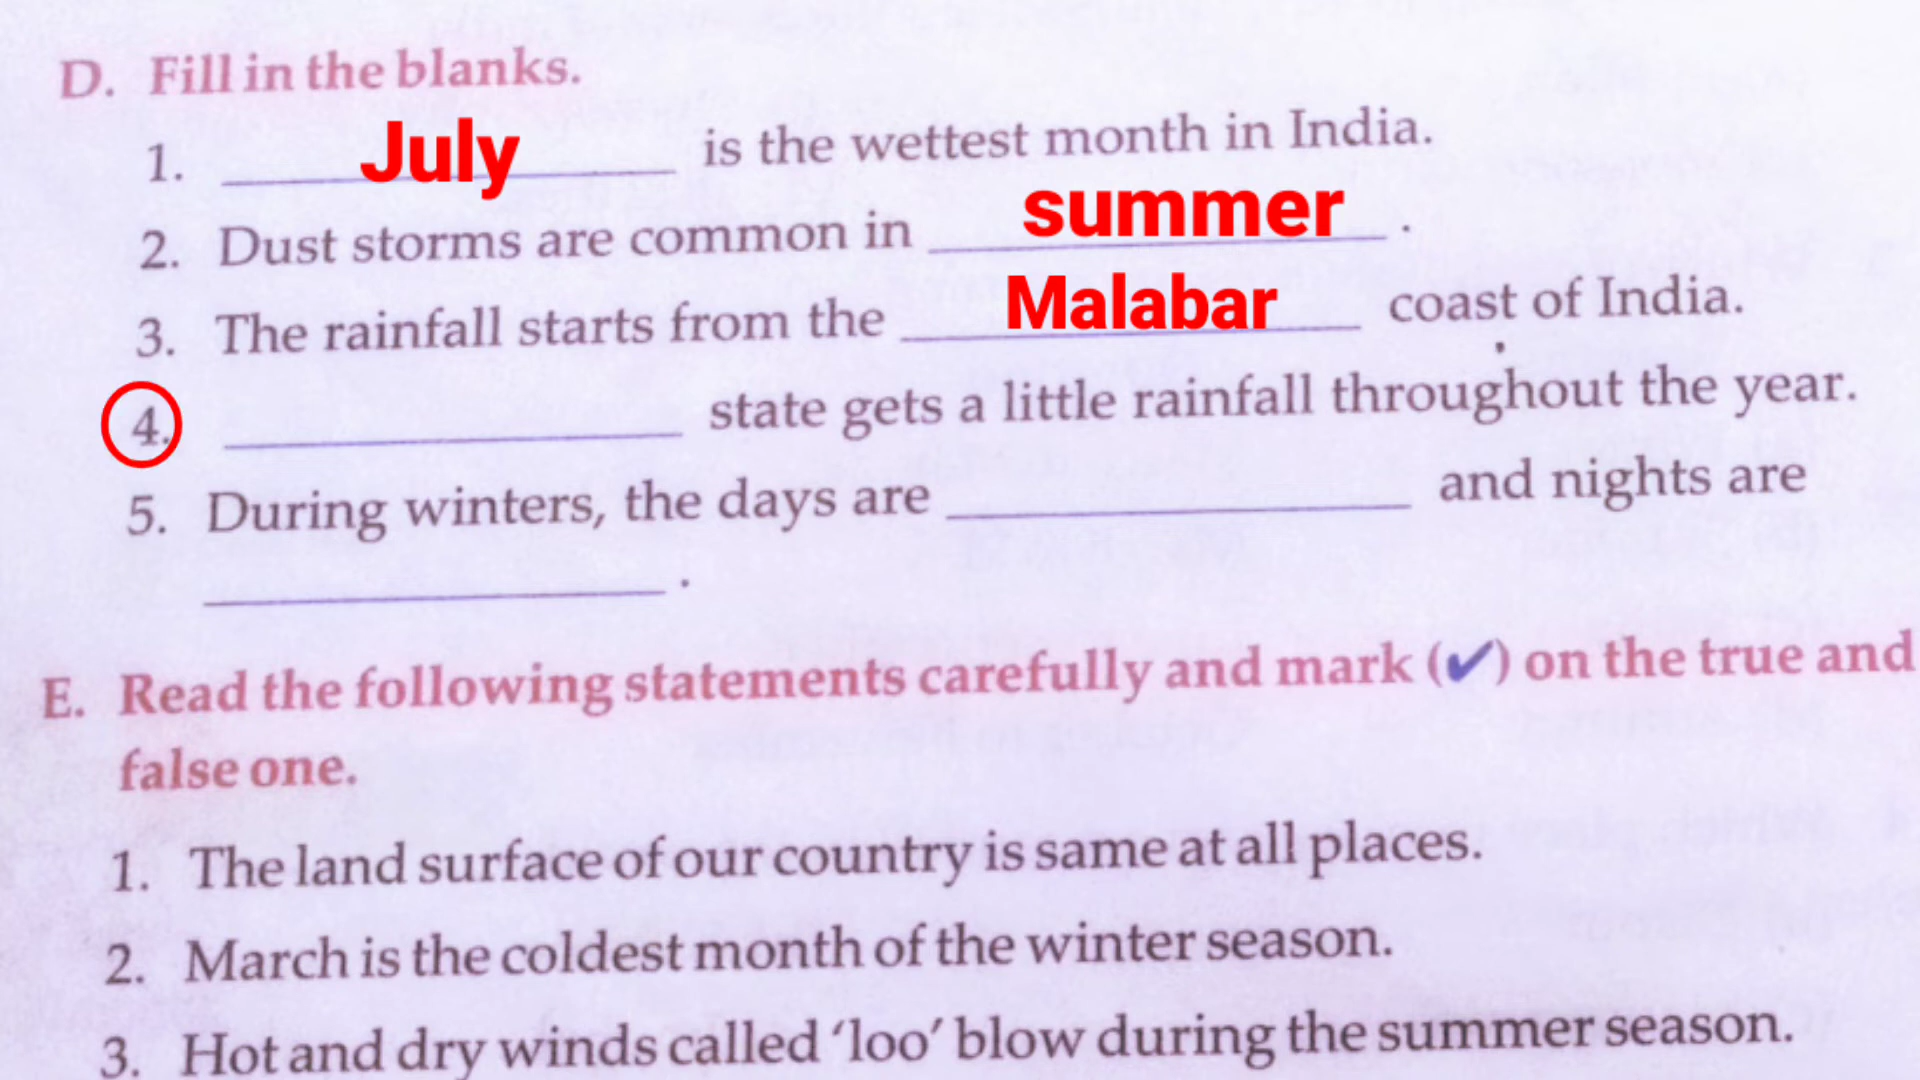 D. Fill in the blanks.
1. July is the wettest month in India.
2. Dust storms are common in summer.
3. The rainfall starts from the Malabar coast of India.
4. ____________ state gets a little rainfall throughout the year.
5. During winters, the days are ____________ and nights are
____________.
E. Read the following statements carefully and mark (✔) on the true and
false one.
1. The land surface of our country is same at all places.
2. March is the coldest month of the winter season.
3. Hot and dry winds called ‘loo’ blow during the summer season.